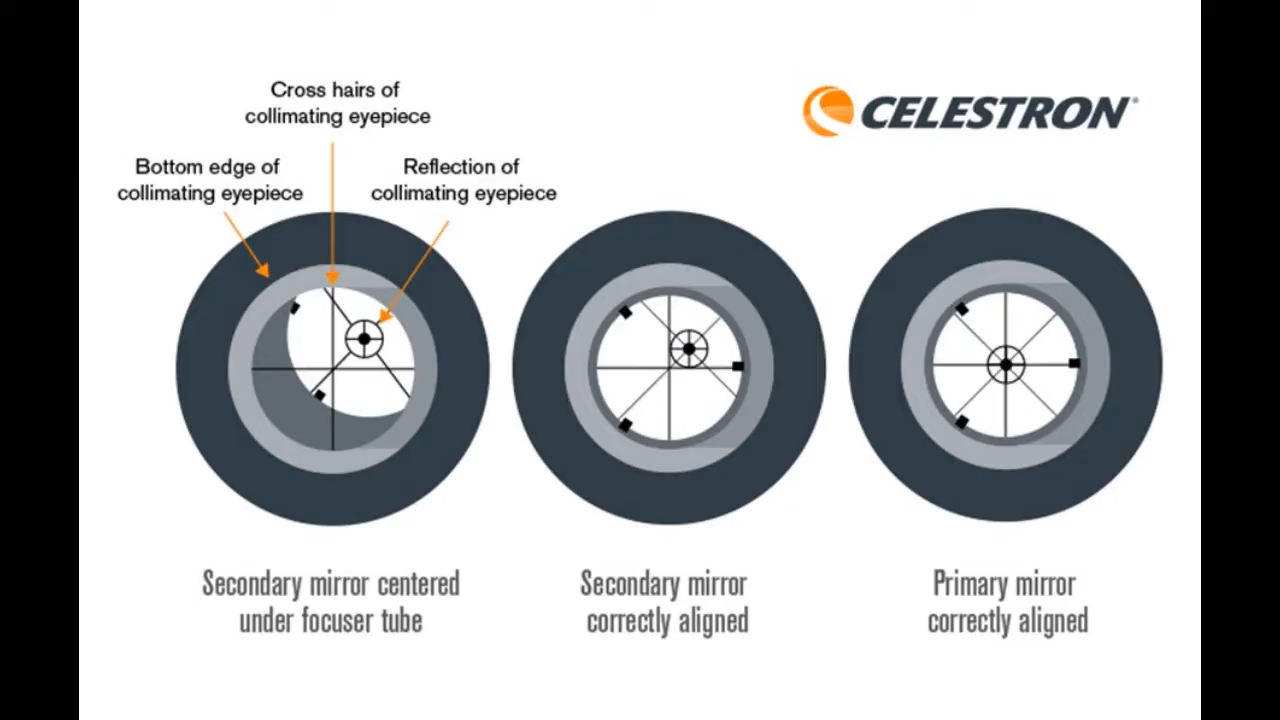 Cross hairs of
collimating eyepiece
CELESTRON®
Bottom edge of
collimating eyepiece
Reflection of
collimating eyepiece
Secondary mirror centered
under focuser tube
Secondary mirror
correctly aligned
Primary mirror
correctly aligned